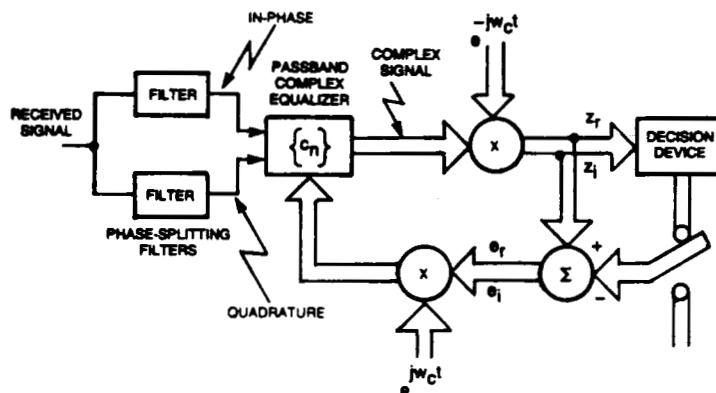 IN-PHASE
FILTER
RECEIVED
SIGNAL
FILTER
PHASE-SPLITTING
FILTERS
QUADRATURE
PASSBAND
COMPLEX
EQUALIZER
{cn}
COMPLEX
SIGNAL
e-jwct
x
zr
zi
DECISION
DEVICE
+
Σ
-
er
ei
x
ejwct